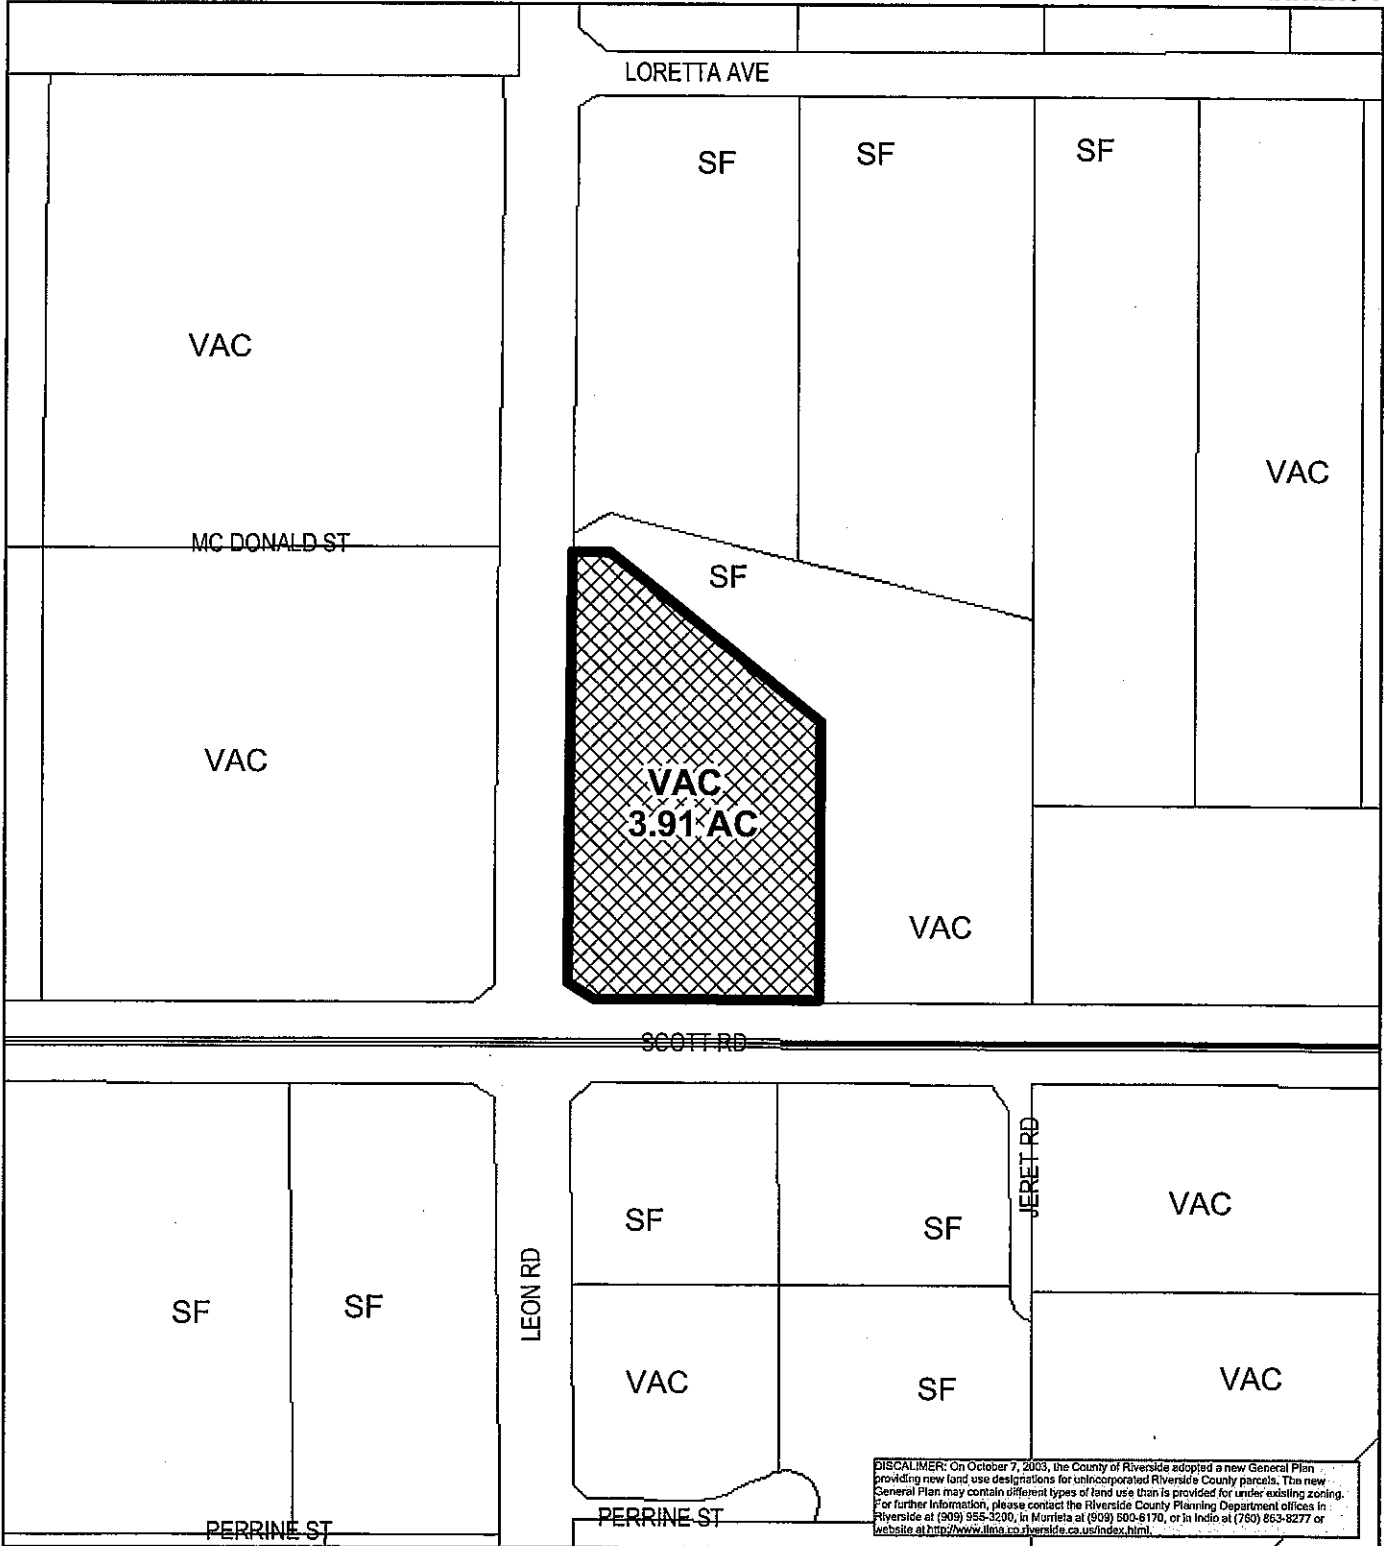 LORETTA AVE
SF
SF
SF
VAC
VAC
MC DONALD ST
SF
VAC
VAC
3.91 AC
VAC
SCOTT RD
JERET RD
VAC
SF
SF
LEON RD
SF
SF
VAC
SF
VAC
PERRINE ST
PERRINE ST
DISCALIMER: On October 7, 2003, the County of Riverside adopted a new General Plan
providing new land use designations for unincorporated Riverside County parcels. The new
General Plan may contain different types of land use than is provided for under existing zoning.
For further information, please contact the Riverside County Planning Department offices in
Riverside at (909) 955-3200, in Murrieta at (909) 600-6170, or in Indio at (760) 863-8277 or
website at http://www.tlma.co.riverside.ca.us/index.html.